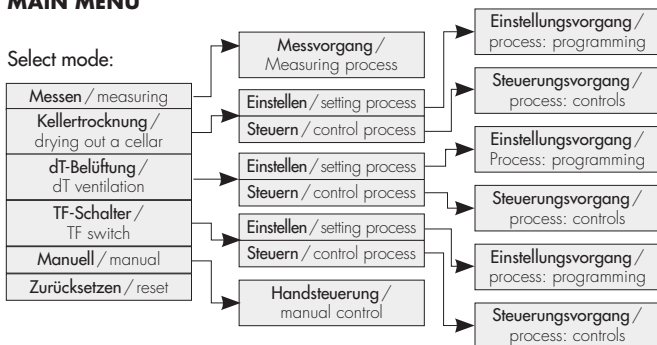 MAIN MENU
Select mode:
Messen / measuring
Kellertrocknung /
drying out a cellar
dT-Belüftung /
dT ventilation
TF-Schalter /
TF switch
Manuell / manual
Zurücksetzen / reset
Messvorgang /
Measuring process
Einstellen / setting process
Steuern / control process
Einstellen / setting process
Steuern / control process
Einstellen / setting process
Steuern / control process
Handsteuerung /
manual control
Einstellungsvorgang /
process: programming
Steuerungsvorgang /
process: controls
Einstellungsvorgang /
Process: programming
Steuerungsvorgang /
process: controls
Einstellungsvorgang /
process: programming
Steuerungsvorgang /
process: controls